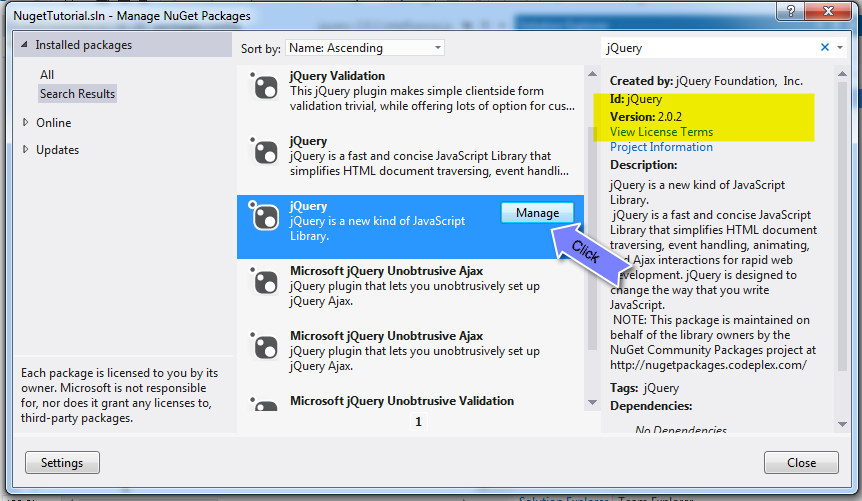 NugetTutorial.sln - Manage NuGet Packages
Installed packages
All
Search Results
Online
Updates
Each package is licensed to you by its
owner. Microsoft is not responsible
for, nor does it grant any licenses to,
third-party packages.
Settings
Sort by: Name: Ascending
jQuery Validation
This jQuery plugin makes simple clientside form
validation trivial, while offering lots of option for cus...
jQuery
jQuery is a fast and concise JavaScript Library that
simplifies HTML document traversing, event handli...
jQuery
jQuery is a new kind of JavaScript
Library.
Manage
Click
Microsoft jQuery Unobtrusive Ajax
jQuery plugin that lets you unobtrusively set up
jQuery Ajax.
Microsoft jQuery Unobtrusive Ajax
jQuery plugin that lets you unobtrusively set up
jQuery Ajax.
Microsoft jQuery Unobtrusive Validation
1
jQuery
Created by: jQuery Foundation, Inc.
Id: jQuery
Version: 2.0.2
View License Terms
Project Information
Description:
jQuery is a new kind of JavaScript
Library.
jQuery is a fast and concise JavaScript
Library that simplifies HTML document
traversing, event handling, animating,
Ajax interactions for rapid web
development. jQuery is designed to
change the way that you write
JavaScript.
NOTE: This package is maintained on
behalf of the library owners by the
NuGet Community Packages project at
http://nugetpackages.codeplex.com/
Tags: jQuery
Dependencies:
No Dependencies
Close
Solution Explorer Team Explorer